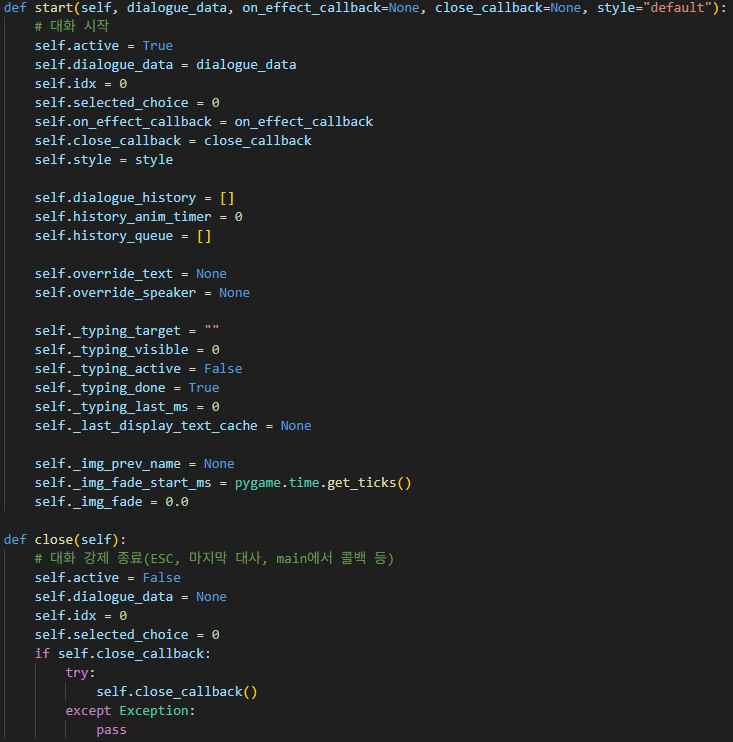 def start(self, dialogue_data, on_effect_callback=None, close_callback=None, style="default"):
    # 대화 시작
    self.active = True
    self.dialogue_data = dialogue_data
    self.idx = 0
    self.selected_choice = 0
    self.on_effect_callback = on_effect_callback
    self.close_callback = close_callback
    self.style = style

    self.dialogue_history = []
    self.history_anim_timer = 0
    self.history_queue = []

    self.override_text = None
    self.override_speaker = None

    self._typing_target = ""
    self._typing_visible = 0
    self._typing_active = False
    self._typing_done = True
    self._typing_last_ms = 0
    self._last_display_text_cache = None

    self._img_prev_name = None
    self._img_fade_start_ms = pygame.time.get_ticks()
    self._img_fade = 0.0

def close(self):
    # 대화 강제 종료(ESC, 마지막 대사, main에서 콜백 등)
    self.active = False
    self.dialogue_data = None
    self.idx = 0
    self.selected_choice = 0
    if self.close_callback:
        try:
            self.close_callback()
        except Exception:
            pass